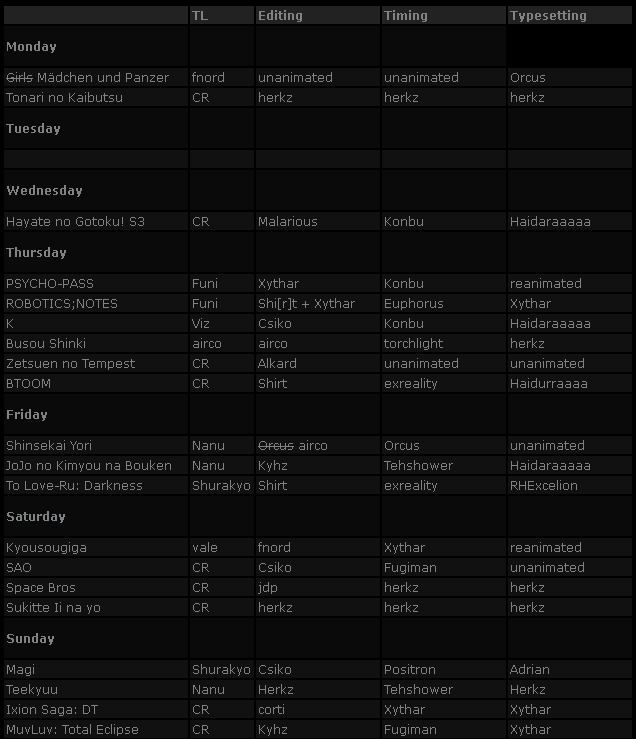 TL Editing Timing Typesetting
Monday
Girls Mädchen und Panzer fnord unanimated unanimated Orcus
Tonari no Kaibutsu CR herkz herkz herkz
Tuesday
Wednesday
Hayate no Gotoku! S3 CR Malarious Konbu Haidaraaaaa
Thursday
PSYCHO-PASS Funi Xythar Konbu reanimated
ROBOTICS;NOTES Funi Shi[r]t + Xythar Euphorus Xythar
K Viz Csiko Konbu Haidaraaaaa
Busou Shinki airco airco torchlight herkz
Zetsuen no Tempest CR Alkard unanimated unanimated
BTOOM CR Shirt exreality Haidurraaaa
Friday
Shinsekai Yori Nanu Orcus airco Orcus unanimated
JoJo no Kimyou na Bouken Nanu Kyhz Tehshower Haidaraaaaa
To Love-Ru: Darkness Shurakyo Shirt exreality RHExcelion
Saturday
Kyousougiga vale fnord Xythar reanimated
SAO CR Csiko Fugiman unanimated
Space Bros CR jdp herkz herkz
Sukitte Ii na yo CR herkz herkz herkz
Sunday
Magi Shurakyo Csiko Positron Adrian
Teekyuu Nanu Herkz Tehshower Herkz
Ixion Saga: DT CR corti Xythar Xythar
MuvLuv: Total Eclipse CR Kyhz Fugiman Xythar